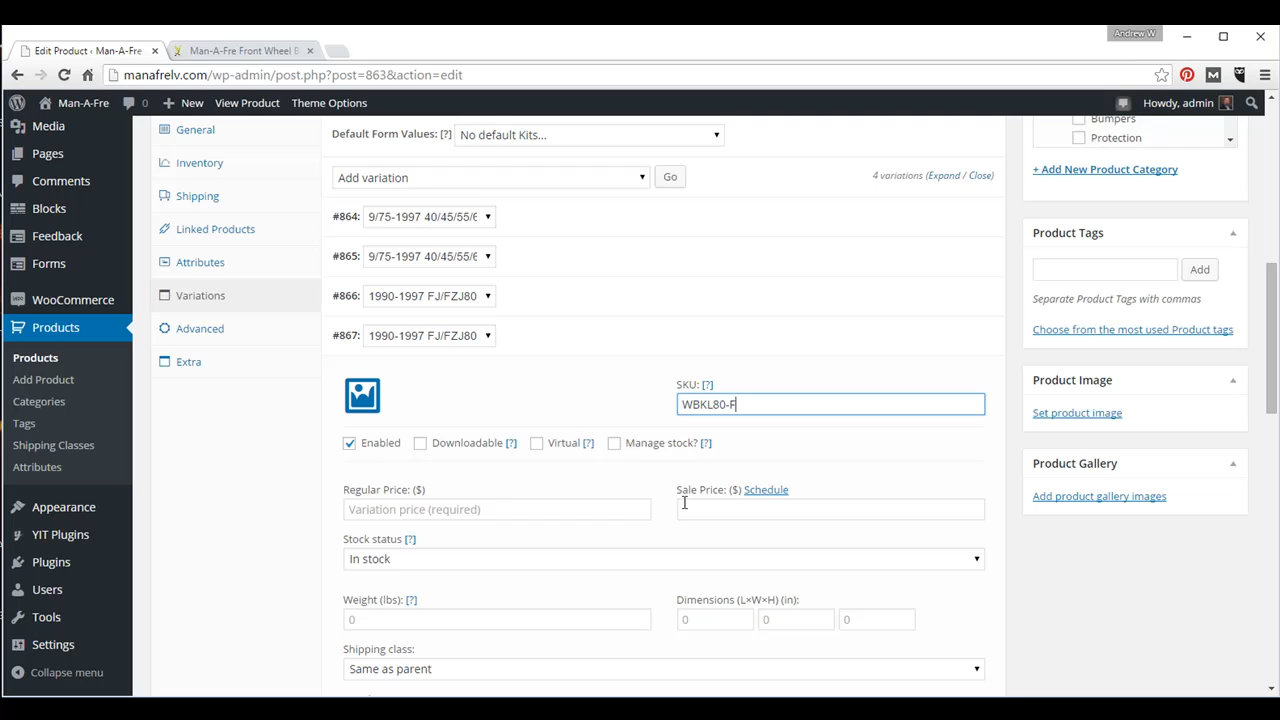 Andrew W
Edit Product ‹ Man-A-Fre
Man-A-Fre Front Wheel B
manafrelv.com/wp-admin/post.php?post=863&action=edit
Man-A-Fre 0 New View Product Theme Options Howdy, admin
Media
Pages
Comments
Blocks
Feedback
Forms
WooCommerce
Products
Products
Add Product
Categories
Tags
Shipping Classes
Attributes
Appearance
YIT Plugins
Plugins
Users
Tools
Settings
Collapse menu
General
Inventory
Shipping
Linked Products
Attributes
Variations
Advanced
Extra
Default Form Values: [?] No default Kits...
Add variation Go 4 variations (Expand / Close)
#864: 9/75-1997 40/45/55/6
#865: 9/75-1997 40/45/55/6
#866: 1990-1997 FJ/FZJ80
#867: 1990-1997 FJ/FZJ80
SKU: [?]
WBKL80-F
Enabled Downloadable [?] Virtual [?] Manage stock? [?]
Regular Price: ($) Sale Price: ($) Schedule
Variation price (required)
Stock status [?]
In stock
Weight (lbs): [?] Dimensions (L×W×H) (in):
0 0 0 0
Shipping class:
Same as parent
Bumpers
Protection
+ Add New Product Category
Product Tags
Add
Separate Product Tags with commas
Choose from the most used Product tags
Product Image
Set product image
Product Gallery
Add product gallery images